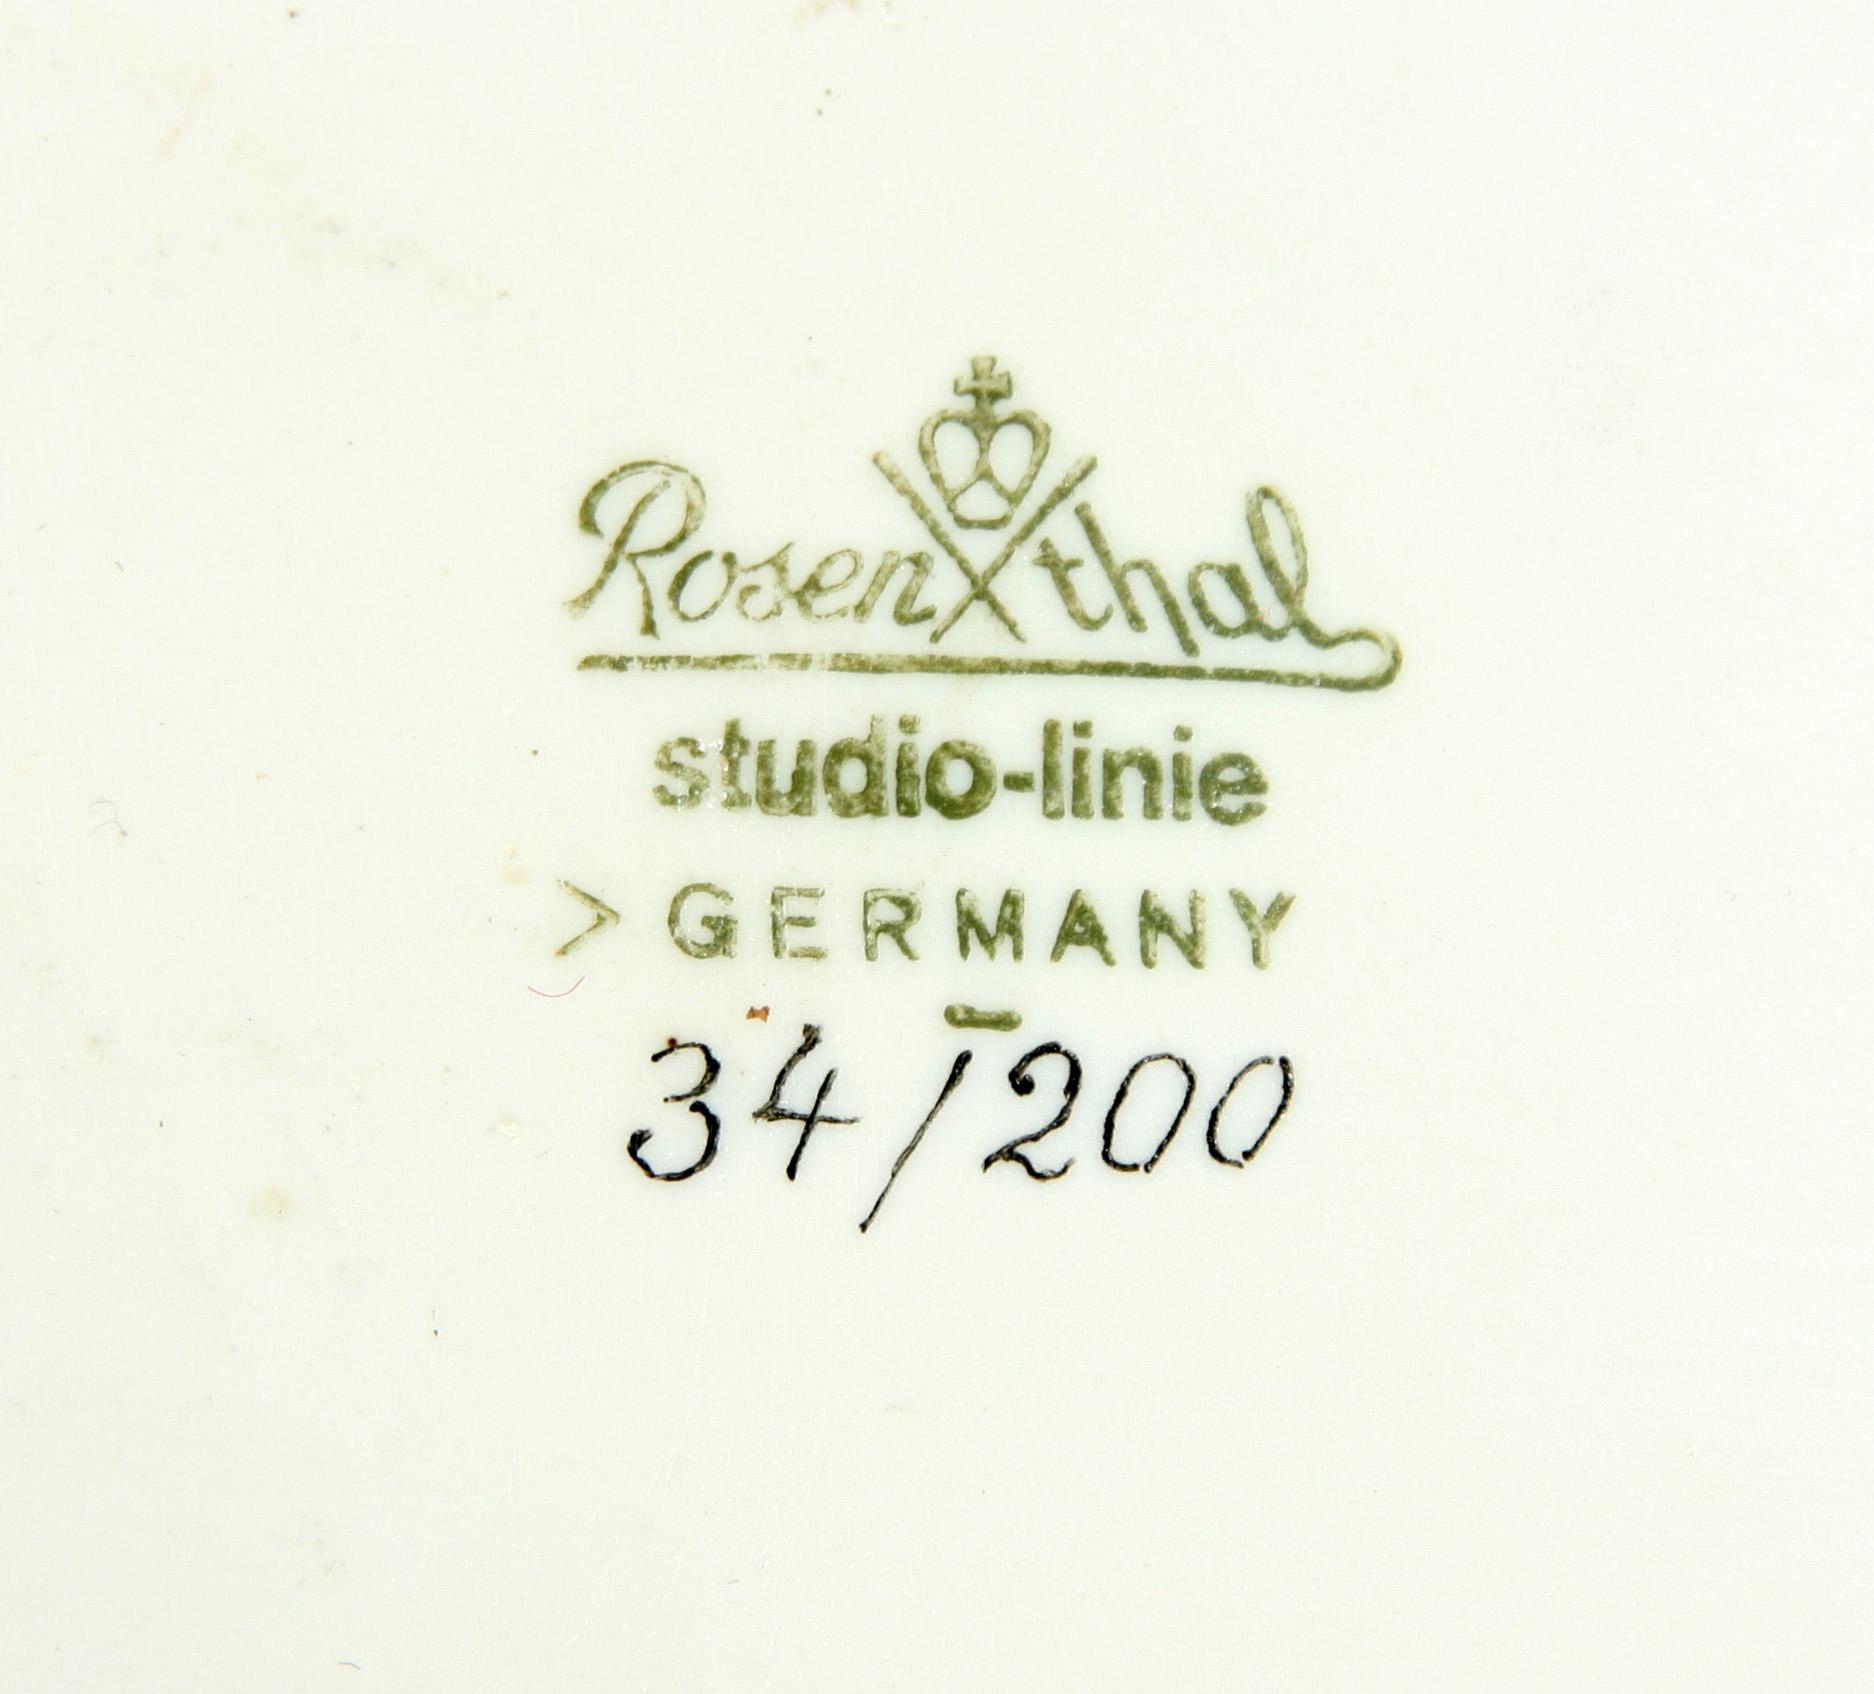 Rosenthal
studio-linie
> GERMANY
34/200